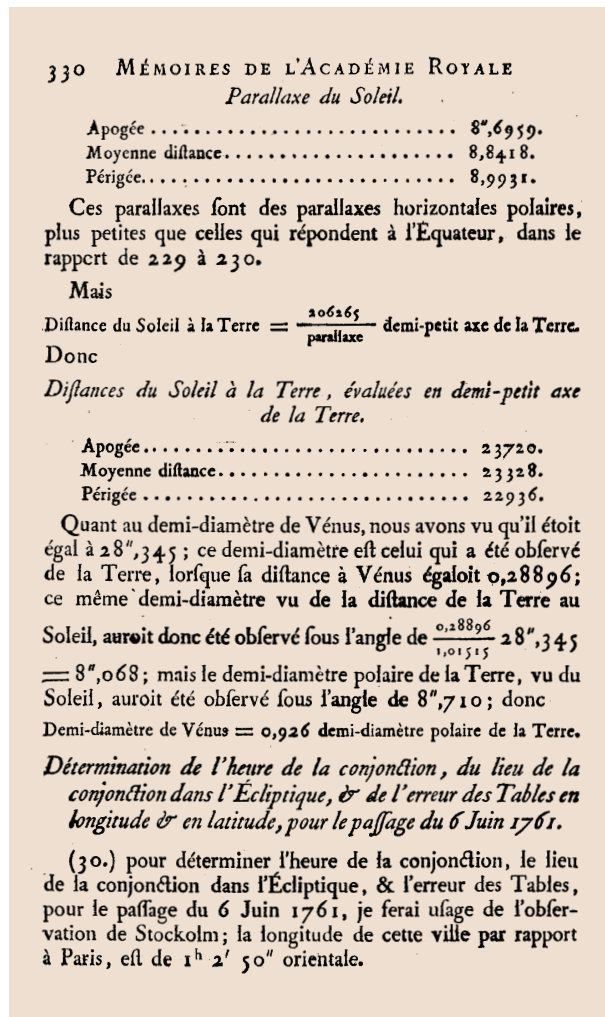 330 MÉMOIRES DE L'ACADÉMIE ROYALE
Parallaxe du Soleil.
Apogée .............................. 8",6959.
Moyenne diſtance..................... 8,8418.
Périgée.............................. 8,9931.
Ces parallaxes ſont des parallaxes horizontales polaires,
plus petites que celles qui répondent à l'Équateur, dans le
rapport de 229 à 230.
Mais
Diſtance du Soleil à la Terre = 206265/parallaxe demi-petit axe de la Terre.
Donc
Diſtances du Soleil à la Terre, évaluées en demi-petit axe
de la Terre.
Apogée............................... 23720.
Moyenne diſtance........................ 23328.
Périgée ............................... 22936.
Quant au demi-diamètre de Vénus, nous avons vu qu'il étoit
égal à 28",345; ce demi-diamètre eſt celui qui a été obſervé
de la Terre, lorſque ſa diſtance à Vénus égaloit 0,28896;
ce même demi-diamètre vu de la diſtance de la Terre au
Soleil, auroit donc été obſervé ſous l'angle de 0,28896/1,01515 28",345
= 8",068; mais le demi-diamètre polaire de la Terre, vu du
Soleil, auroit été obſervé ſous l'angle de 8",710; donc
Demi-diamètre de Vénus = 0,926 demi-diamètre polaire de la Terre.
Détermination de l'heure de la conjonction, du lieu de la
conjonction dans l'Écliptique, & de l'erreur des Tables en
longitude & en latitude, pour le paſſage du 6 Juin 1761.
(30.) pour déterminer l'heure de la conjonction, le lieu
de la conjonction dans l'Écliptique, & l'erreur des Tables,
pour le paſſage du 6 Juin 1761, je ferai uſage de l'obſer-
vation de Stockolm; la longitude de cette ville par rapport
à Paris, eſt de 1h 2' 50" orientale.